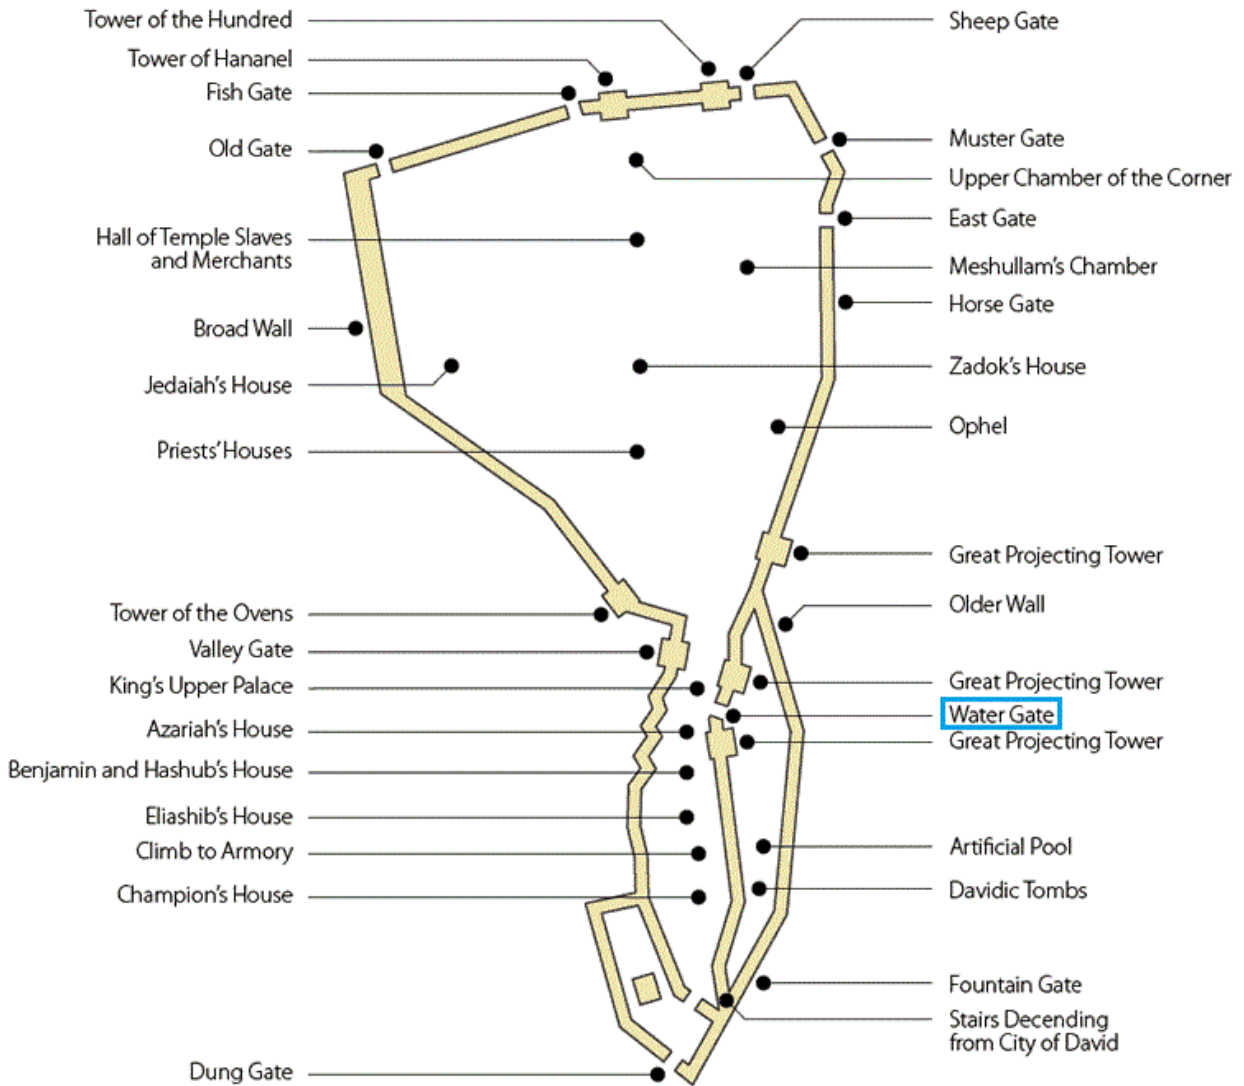 Tower of the Hundred
Tower of Hananel
Fish Gate
Old Gate
Hall of Temple Slaves
and Merchants
Broad Wall
Jedaiah's House
Priests' Houses
Tower of the Ovens
Valley Gate
King's Upper Palace
Azariah's House
Benjamin and Hashub's House
Eliashib's House
Climb to Armory
Champion's House
Dung Gate
Sheep Gate
Muster Gate
Upper Chamber of the Corner
East Gate
Meshullam's Chamber
Horse Gate
Zadok's House
Ophel
Great Projecting Tower
Older Wall
Great Projecting Tower
Water Gate
Great Projecting Tower
Artificial Pool
Davidic Tombs
Fountain Gate
Stairs Decending
from City of David